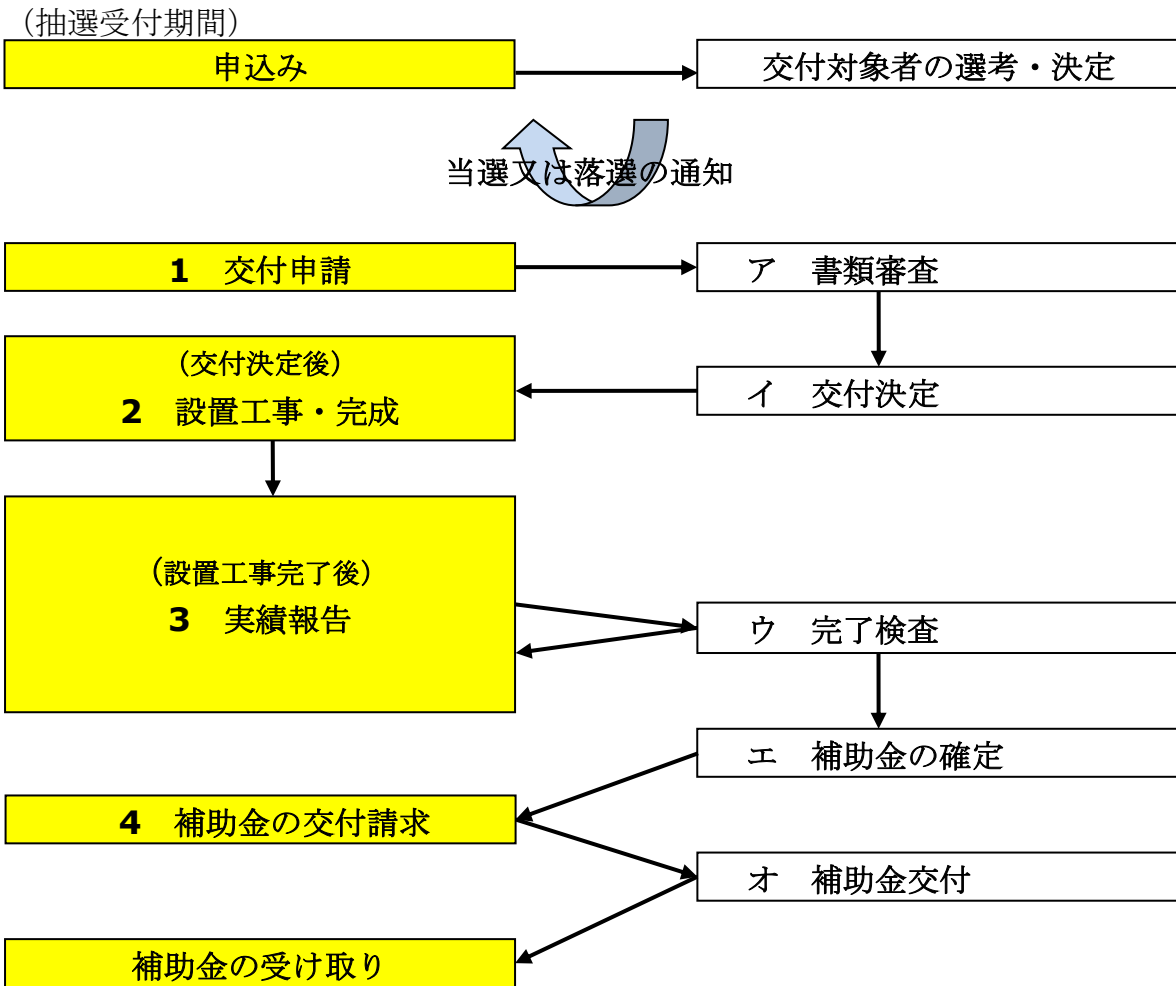 （抽選受付期間）
申込み
交付対象者の選考・決定
当選又は落選の通知
1　交付申請
ア　書類審査
（交付決定後）
2　設置工事・完成
イ　交付決定
（設置工事完了後）
3　実績報告
ウ　完了検査
エ　補助金の確定
4　補助金の交付請求
オ　補助金交付
補助金の受け取り